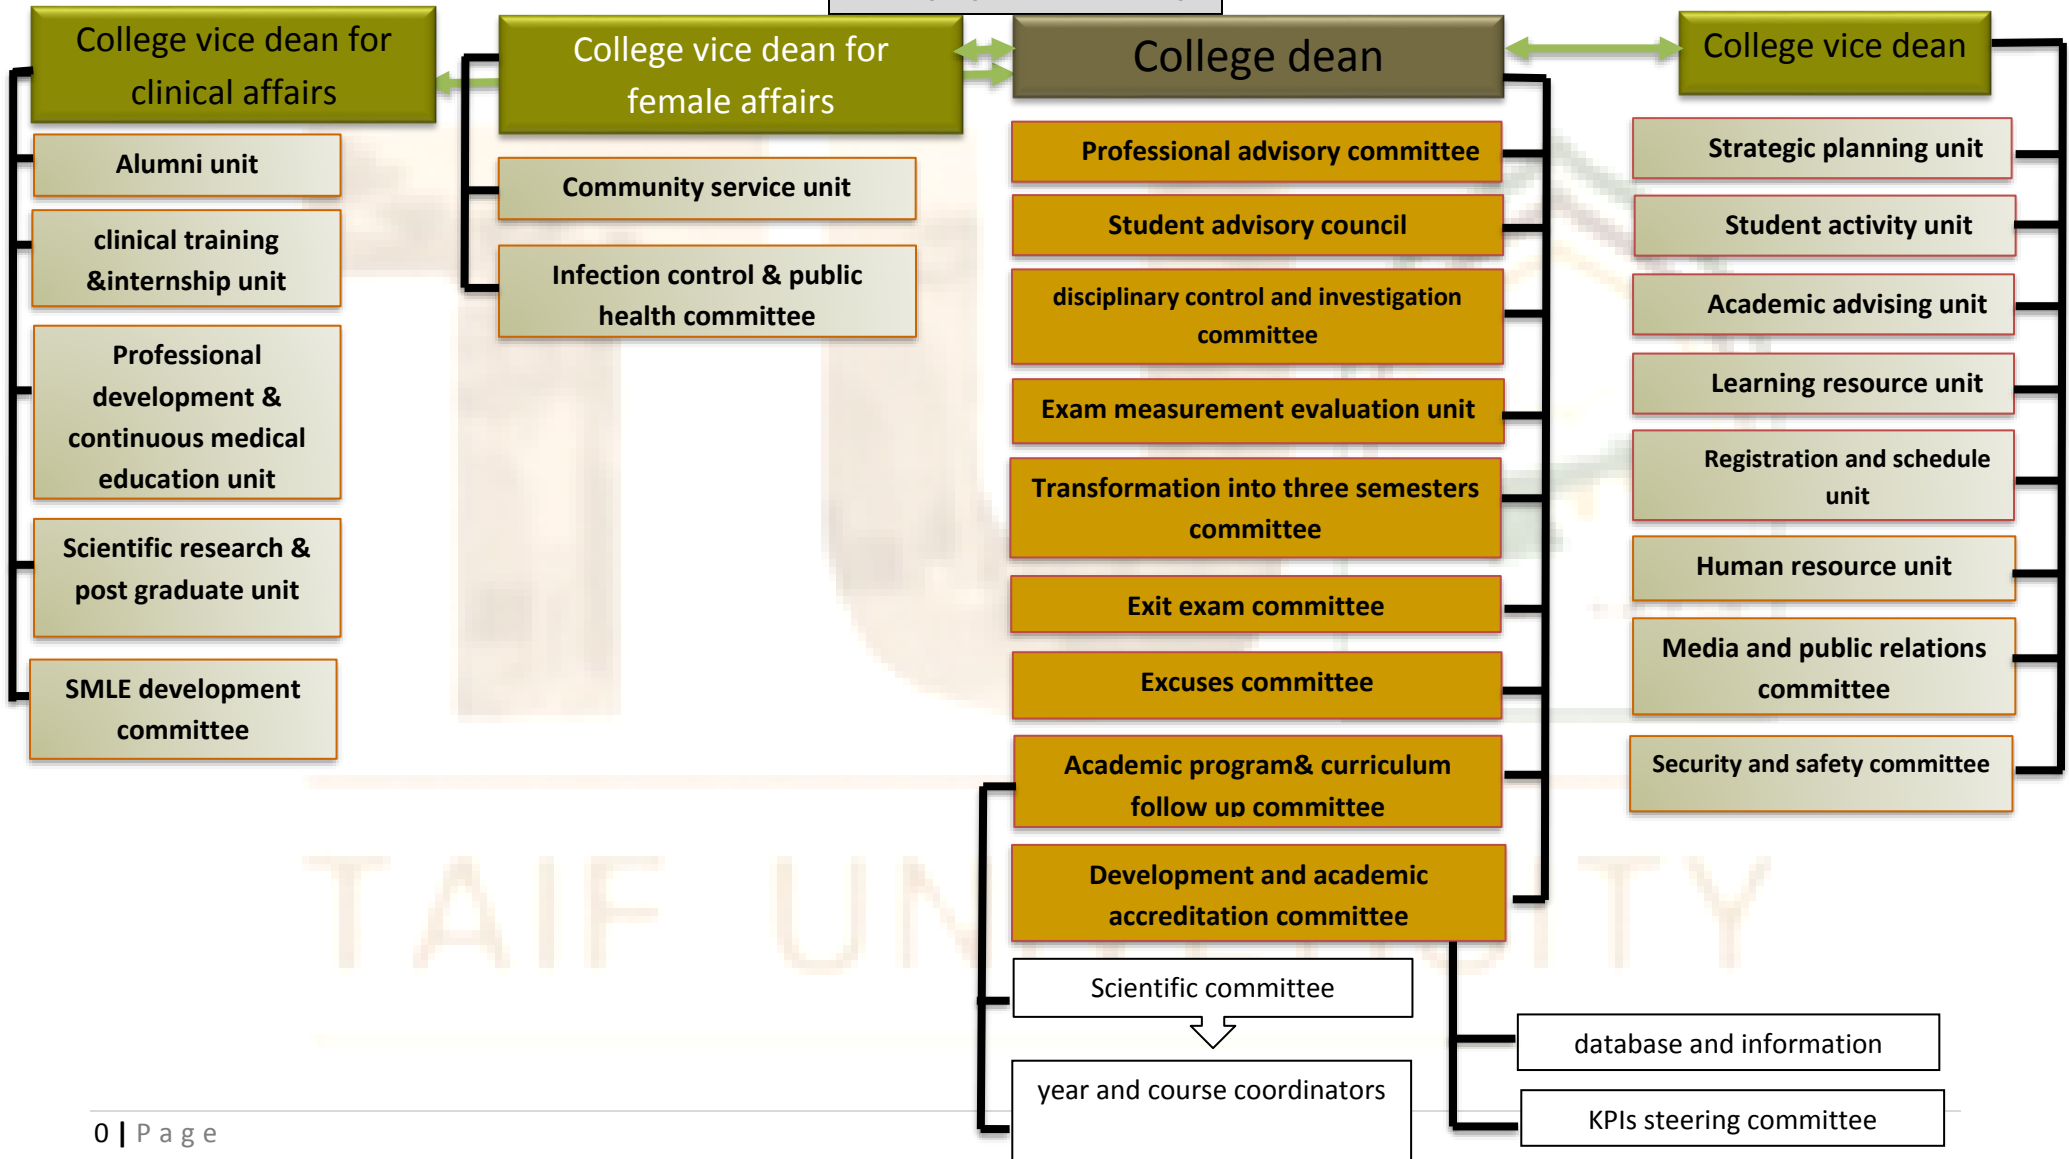 College vice dean for
clinical affairs
Alumni unit
clinical training
&internship unit
Professional
development &
continuous medical
education unit
Scientific research &
post graduate unit
SMLE development
committee
College vice dean for
female affairs
Community service unit
Infection control & public
health committee
College dean
Professional advisory committee
Student advisory council
disciplinary control and investigation
committee
Exam measurement evaluation unit
Transformation into three semesters
committee
Exit exam committee
Excuses committee
Academic program& curriculum
follow up committee
Development and academic
accreditation committee
Scientific committee
year and course coordinators
database and information
KPIs steering committee
College vice dean
Strategic planning unit
Student activity unit
Academic advising unit
Learning resource unit
Registration and schedule
unit
Human resource unit
Media and public relations
committee
Security and safety committee
TAIF UNIVERSITY
0 | Page